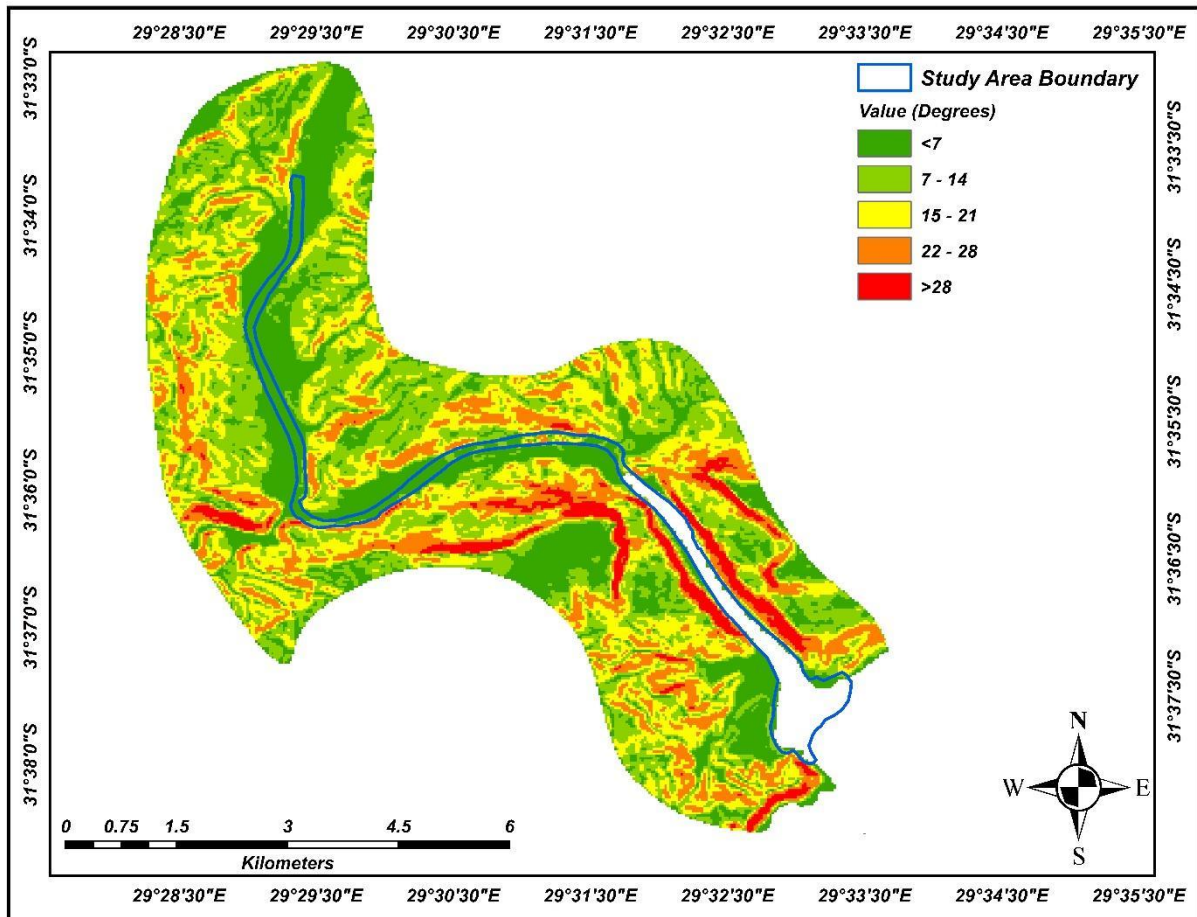 29°28'30"E 29°29'30"E 29°30'30"E 29°31'30"E 29°32'30"E 29°33'30"E 29°34'30"E 29°35'30"E
31°33'0"S
31°34'0"S
31°35'0"S
31°36'0"S
31°37'0"S
31°38'0"S
Study Area Boundary
Value (Degrees)
<7
7 - 14
15 - 21
22 - 28
>28
31°33'30"S
31°34'30"S
31°35'30"S
31°36'30"S
31°37'30"S
N
W E
S
0 0.75 1.5 3 4.5 6
Kilometers
29°28'30"E 29°29'30"E 29°30'30"E 29°31'30"E 29°32'30"E 29°33'30"E 29°34'30"E 29°35'30"E